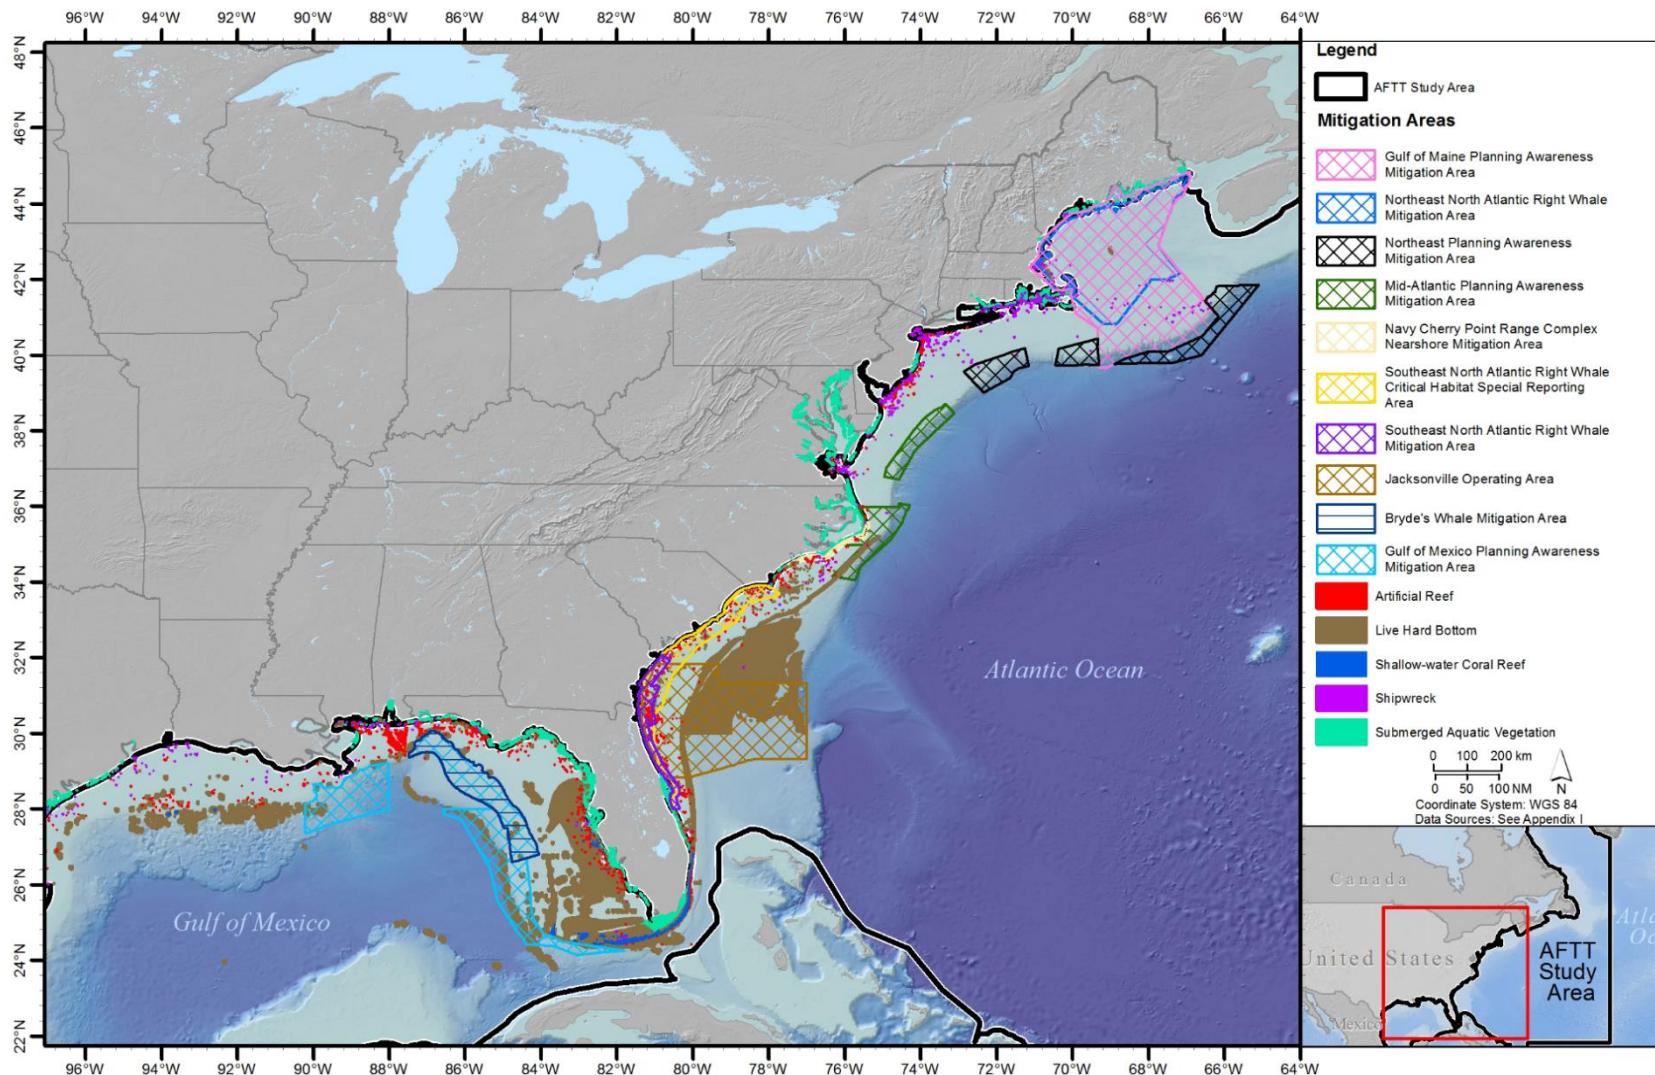 96°W 94°W 92°W 90°W 88°W 86°W 84°W 82°W 80°W 78°W 76°W 74°W 72°W 70°W 68°W 66°W 64°W
48°N
46°N
44°N
42°N
40°N
38°N
36°N
34°N
32°N
30°N
28°N
26°N
24°N
22°N
Atlantic Ocean
Gulf of Mexico
96°W 94°W 92°W 90°W 88°W 86°W 84°W 82°W 80°W 78°W 76°W 74°W 72°W 70°W 68°W 66°W 64°W
Legend
AFTT Study Area
Mitigation Areas
Gulf of Maine Planning Awareness
Mitigation Area
Northeast North Atlantic Right Whale
Mitigation Area
Northeast Planning Awareness
Mitigation Area
Mid-Atlantic Planning Awareness
Mitigation Area
Navy Cherry Point Range Complex
Nearshore Mitigation Area
Southeast North Atlantic Right Whale
Critical Habitat Special Reporting
Area
Southeast North Atlantic Right Whale
Mitigation Area
Jacksonville Operating Area
Bryde's Whale Mitigation Area
Gulf of Mexico Planning Awareness
Mitigation Area
Artificial Reef
Live Hard Bottom
Shallow-water Coral Reef
Shipwreck
Submerged Aquatic Vegetation
0 100 200 km
0 50 100 NM
N
Coordinate System: WGS 84
Data Sources: See Appendix I
Canada
United States
Mexico
AFTT
Study
Area